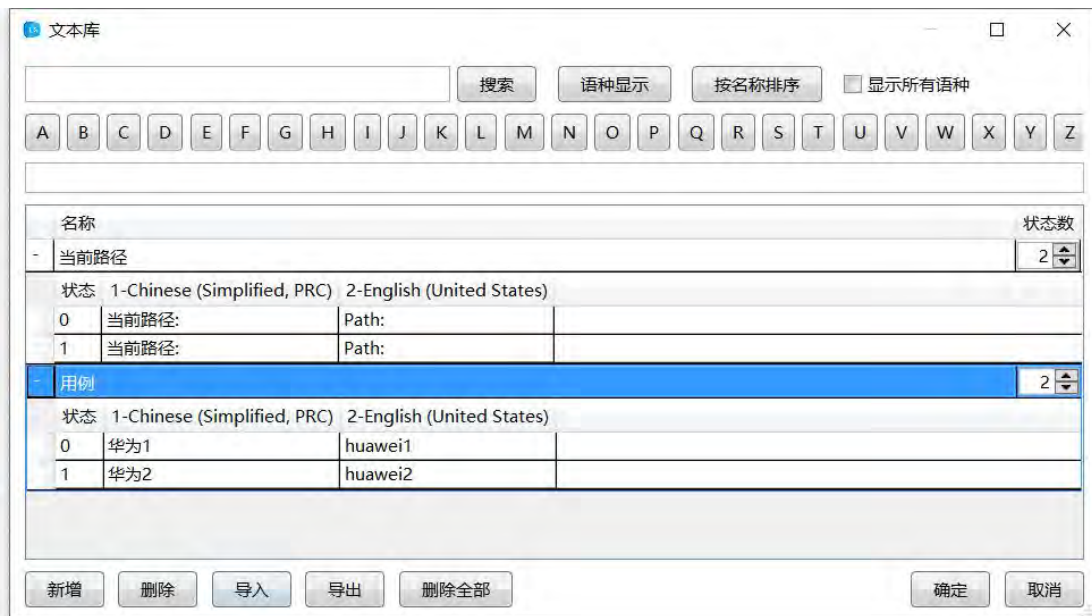 文本库
搜索 语种显示 按名称排序 显示所有语种
A B C D E F G H I J K L M N O P Q R S T U V W X Y Z
名称 状态数
- 当前路径 2
状态 1-Chinese (Simplified, PRC) 2-English (United States)
0 当前路径: Path:
1 当前路径: Path:
- 用例 2
状态 1-Chinese (Simplified, PRC) 2-English (United States)
0 华为1 huawei1
1 华为2 huawei2
新增 删除 导入 导出 删除全部 确定 取消